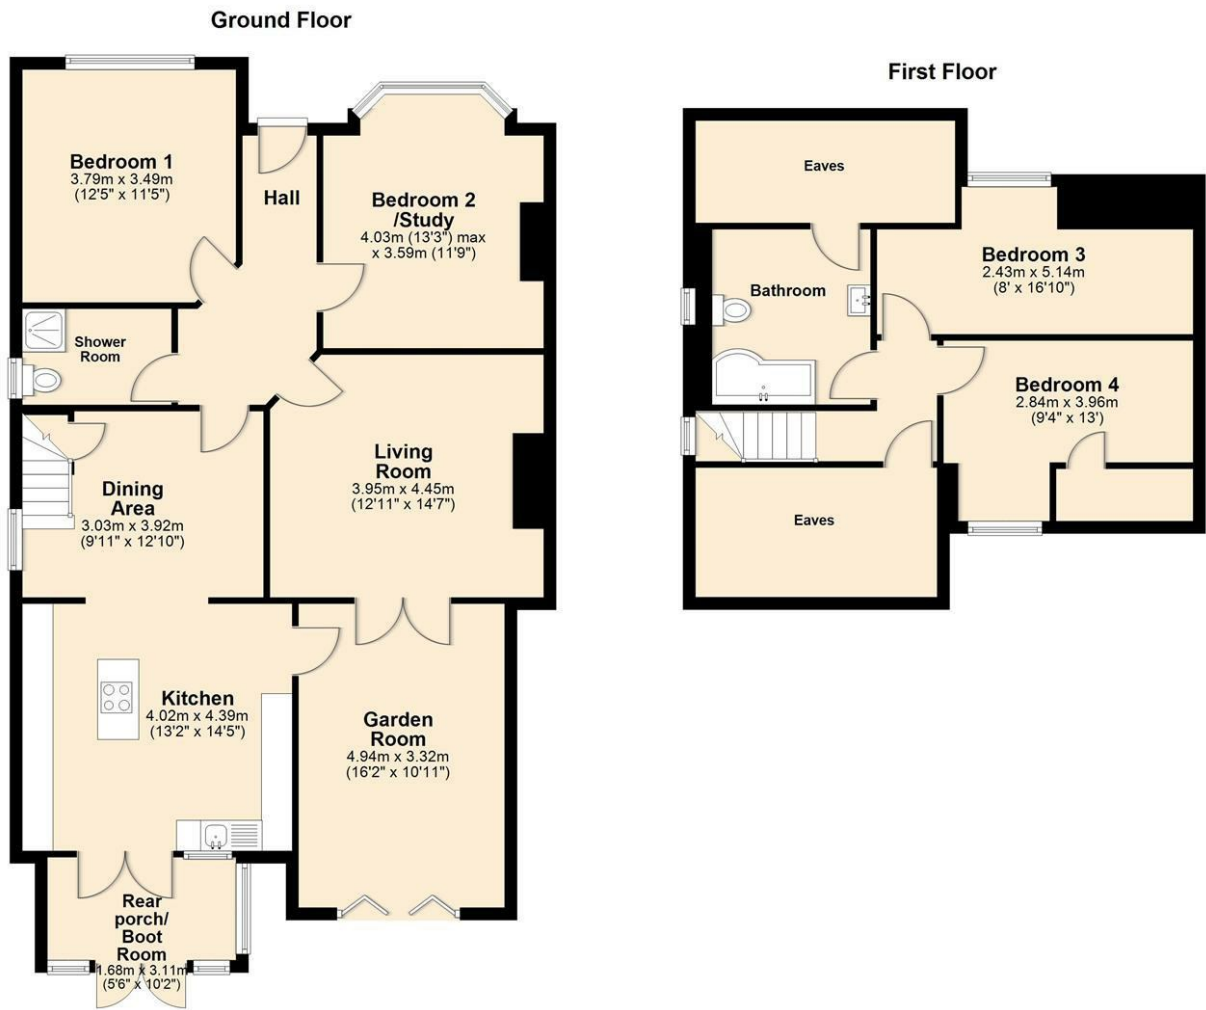 Ground Floor
First Floor
Bedroom 1
3.79m x 3.49m
(12'5" x 11'5")
Hall
Bedroom 2
/Study
4.03m (13'3") max
x 3.59m (11'9")
Shower
Room
Living
Room
3.95m x 4.45m
(12'11" x 14'7")
Dining
Area
3.03m x 3.92m
(9'11" x 12'10")
Kitchen
4.02m x 4.39m
(13'2" x 14'5")
Garden
Room
4.94m x 3.32m
(16'2" x 10'11")
Rear
porch/
Boot
Room
1.68m x 3.11m
(5'6" x 10'2")
Eaves
Bedroom 3
2.43m x 5.14m
(8' x 16'10")
Bathroom
Bedroom 4
2.84m x 3.96m
(9'4" x 13')
Eaves